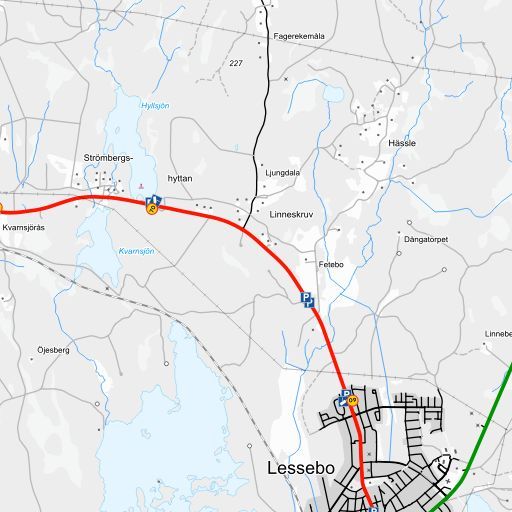 Fagerekemåla
227
Hyllsjön
Hässle
Strömbergs-
hyttan
Ljungdala
Linneskruv
Kvarnsjörås
Dångatorpet
Kvarnsjön
Fetebo
P
Linnebe
Öjesberg
P
Lessebo